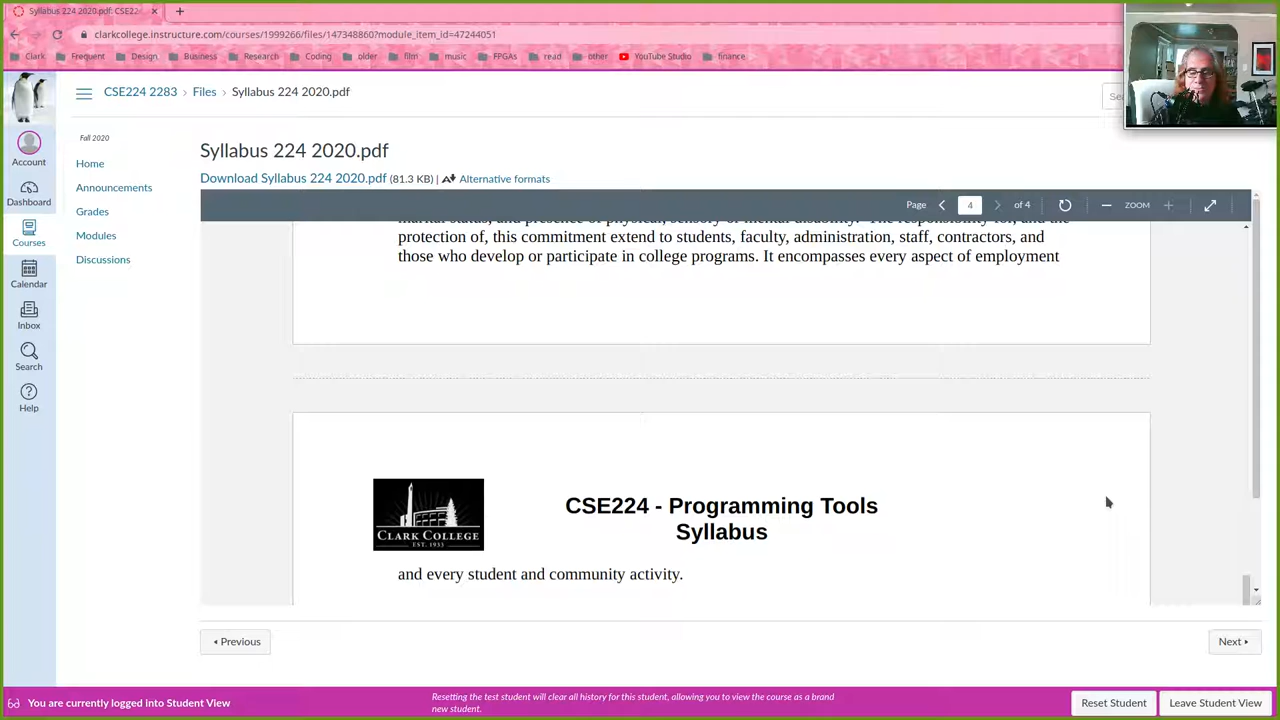 Syllabus 224 2020.pdf: CSE22
clarkcollege.instructure.com/courses/1999266/files/147348860?module_item_id=47244051
Clark Frequent Design Business Research Coding older film music FPGAs read other YouTube Studio finance
CSE224 2283 › Files › Syllabus 224 2020.pdf
Sea
Account
Dashboard
Courses
Calendar
Inbox
Search
Help
Fall 2020
Home
Announcements
Grades
Modules
Discussions
Syllabus 224 2020.pdf
Download Syllabus 224 2020.pdf (81.3 KB) | Alternative formats
Page 4 of 4 ZOOM
protection of, this commitment extend to students, faculty, administration, staff, contractors, and
those who develop or participate in college programs. It encompasses every aspect of employment
CLARK COLLEGE
EST. 1933
CSE224 - Programming Tools
Syllabus
and every student and community activity.
Previous
Next
You are currently logged into Student View
Resetting the test student will clear all history for this student, allowing you to view the course as a brand
new student.
Reset Student
Leave Student View